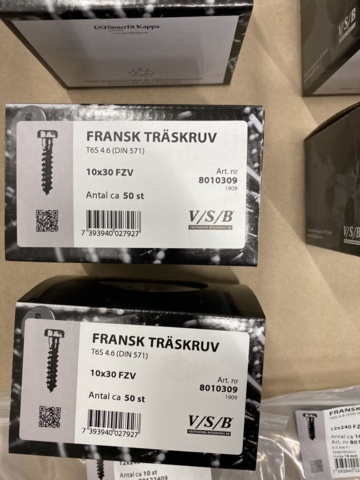 Smurfit Kappa
FRANSK TRÄSKRUV
T6S 4.6 (DIN 571)
10x30 FZV
Art. nr
8010309
1909
Antal ca 50 st
V/S/B
7 393940 027927
V/S/B
FRANSK TRÄSKRUV
T6S 4.6 (DIN 571)
10x30 FZV
Art. nr
8010309
1909
Antal ca 50 st
V/S/B
7 393940 027927
FRANSK
12x240 FZ
Antal ca 10 st